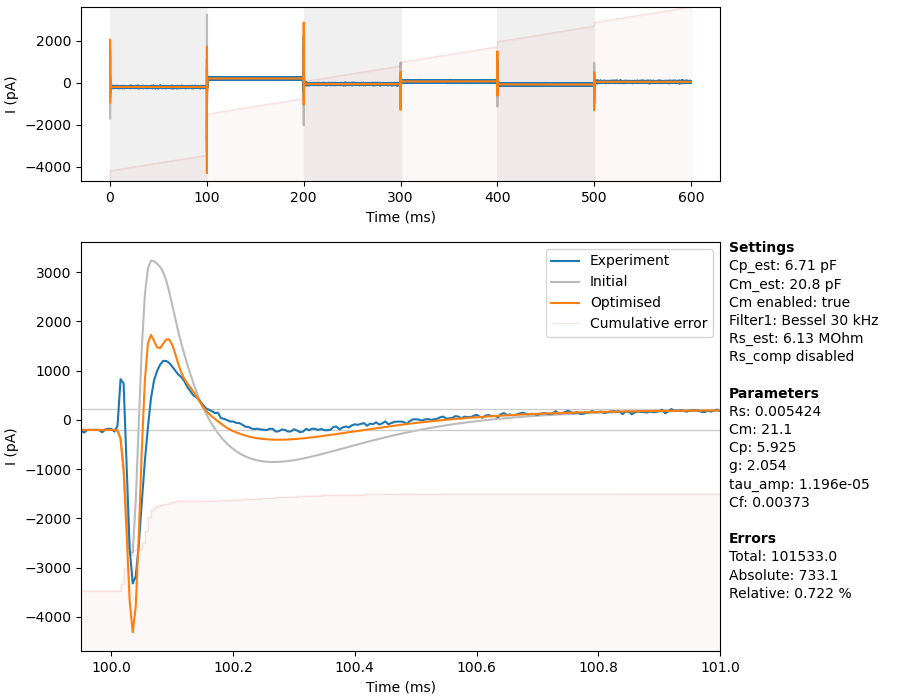 2000
0
−2000
−4000
I (pA)
0 100 200 300 400 500 600
Time (ms)
3000
2000
1000
0
−1000
−2000
−3000
−4000
I (pA)
100.0 100.2 100.4 100.6 100.8 101.0
Time (ms)
Experiment
Initial
Optimised
Cumulative error
Settings
Cp_est: 6.71 pF
Cm_est: 20.8 pF
Cm enabled: true
Filter1: Bessel 30 kHz
Rs_est: 6.13 MOhm
Rs_comp disabled
Parameters
Rs: 0.005424
Cm: 21.1
Cp: 5.925
g: 2.054
tau_amp: 1.196e-05
Cf: 0.00373
Errors
Total: 101533.0
Absolute: 733.1
Relative: 0.722 %